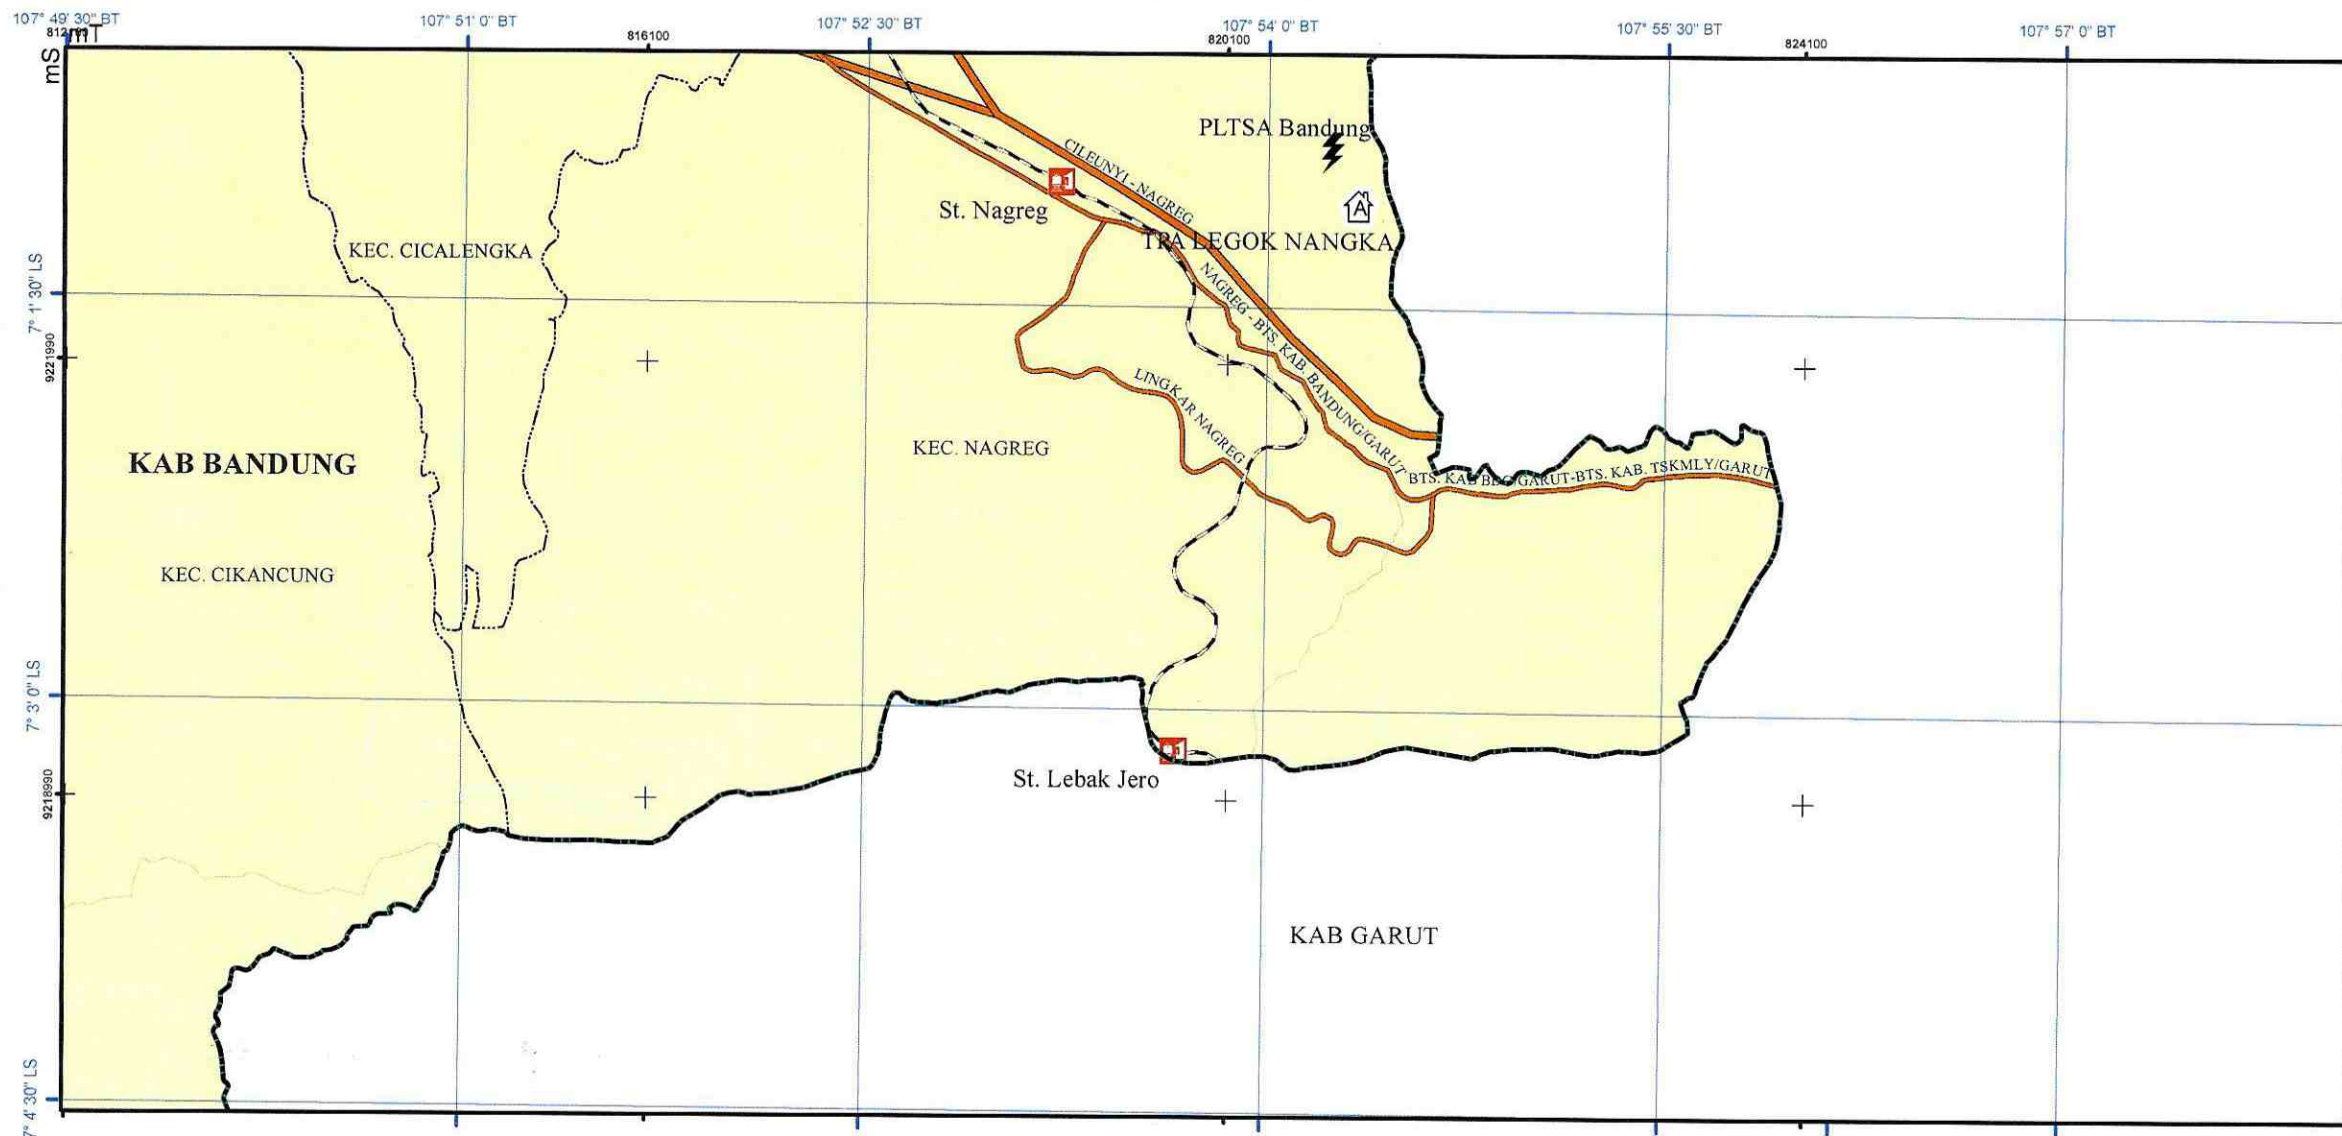 107° 49' 30" BT
107° 51' 0" BT
107° 52' 30" BT
107° 54' 0" BT
107° 55' 30" BT
107° 57' 0" BT
mT
816100
820100
824100
mS
PLTSA Bandung
CILEUNYI - NAGREG
A
St. Nagreg
TPA LEGOK NANGKA
KEC. CICALENGKA
7° 1' 30" LS
NAGREG - BTS. KAB. BANDUNG/GARUT
9221990
LINGKAR NAGREG
KEC. NAGREG
KAB BANDUNG
BTS. KAB BDG/GARUT-BTS. KAB. TSKMLY/GARUT
KEC. CIKANCUNG
7° 3' 0" LS
St. Lebak Jero
9218990
KAB GARUT
7° 4' 30" LS